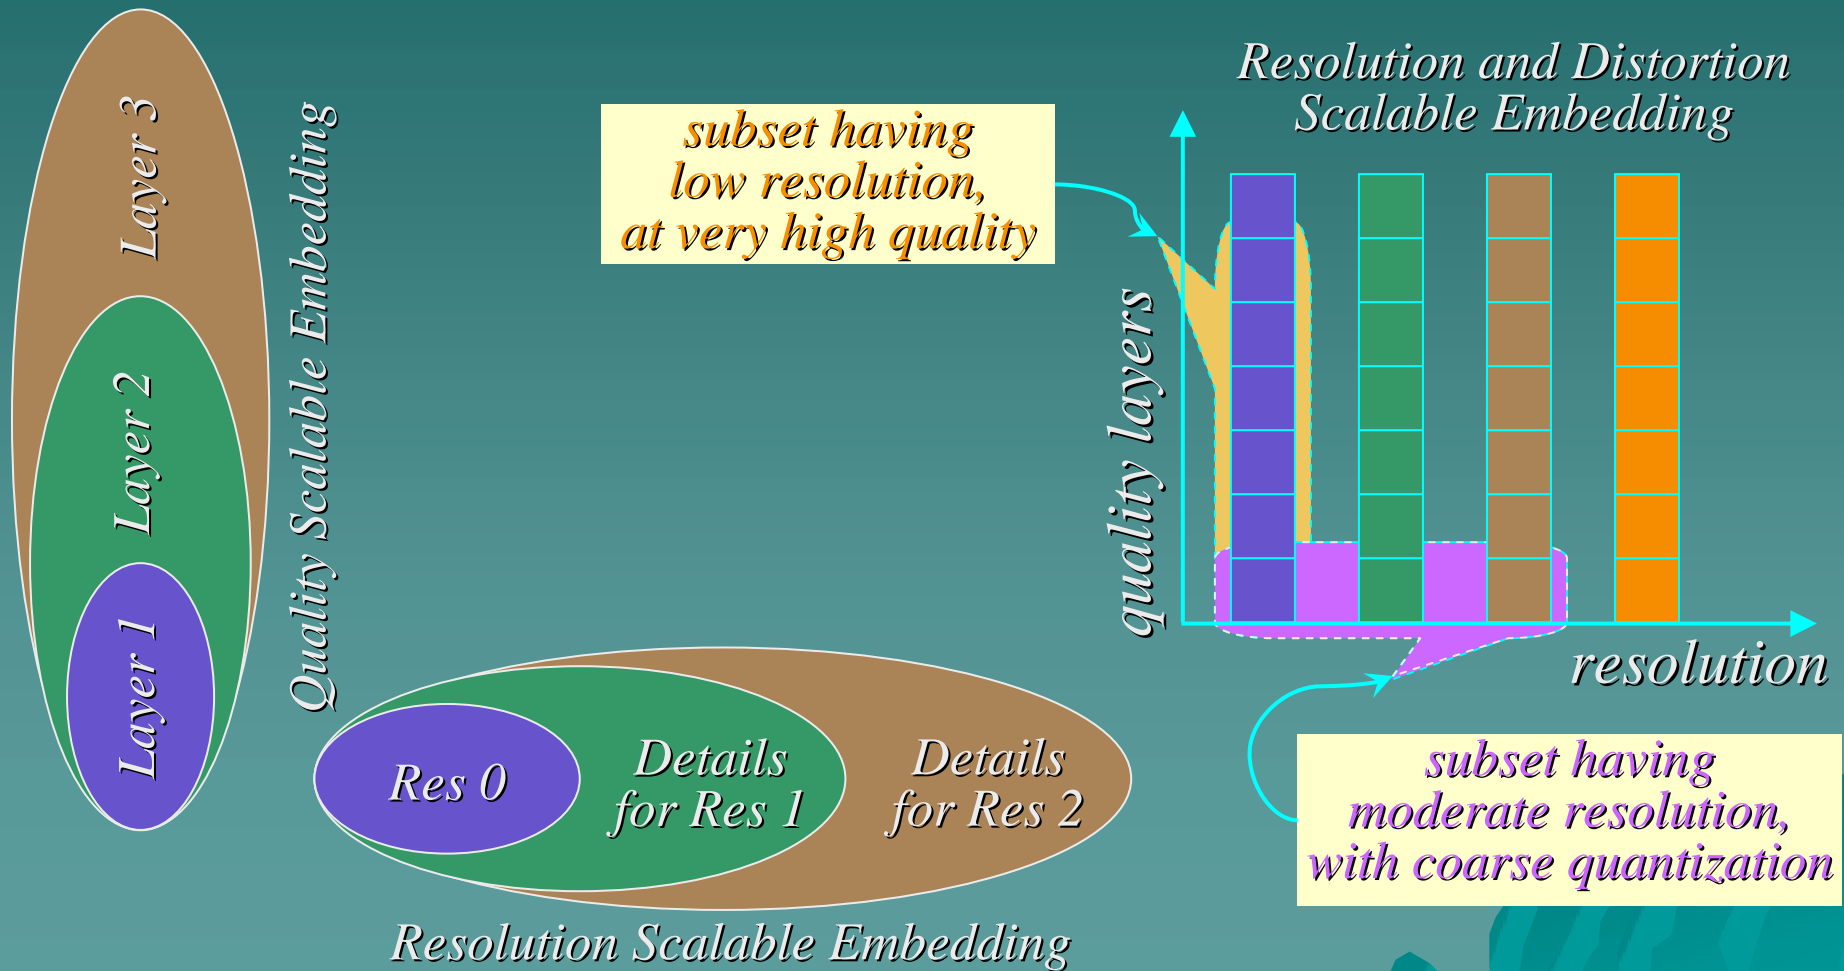 Layer 3
Layer 2
Layer 1
Quality Scalable Embedding
Res 0
Details
for Res 1
Details
for Res 2
Resolution Scalable Embedding
subset having
low resolution,
at very high quality
Resolution and Distortion
Scalable Embedding
quality layers
resolution
subset having
moderate resolution,
with coarse quantization